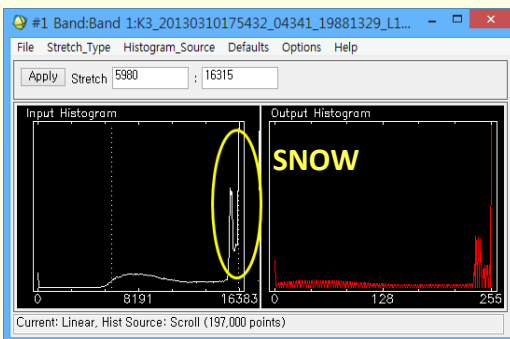 #1 Band:Band 1:K3_20130310175432_04341_19881329_L1...
File Stretch_Type Histogram_Source Defaults Options Help
Apply Stretch 5980 : 16315
Input Histogram Output Histogram
SNOW
0 8191 16383 0 128 255
Current: Linear, Hist Source: Scroll (197,000 points)